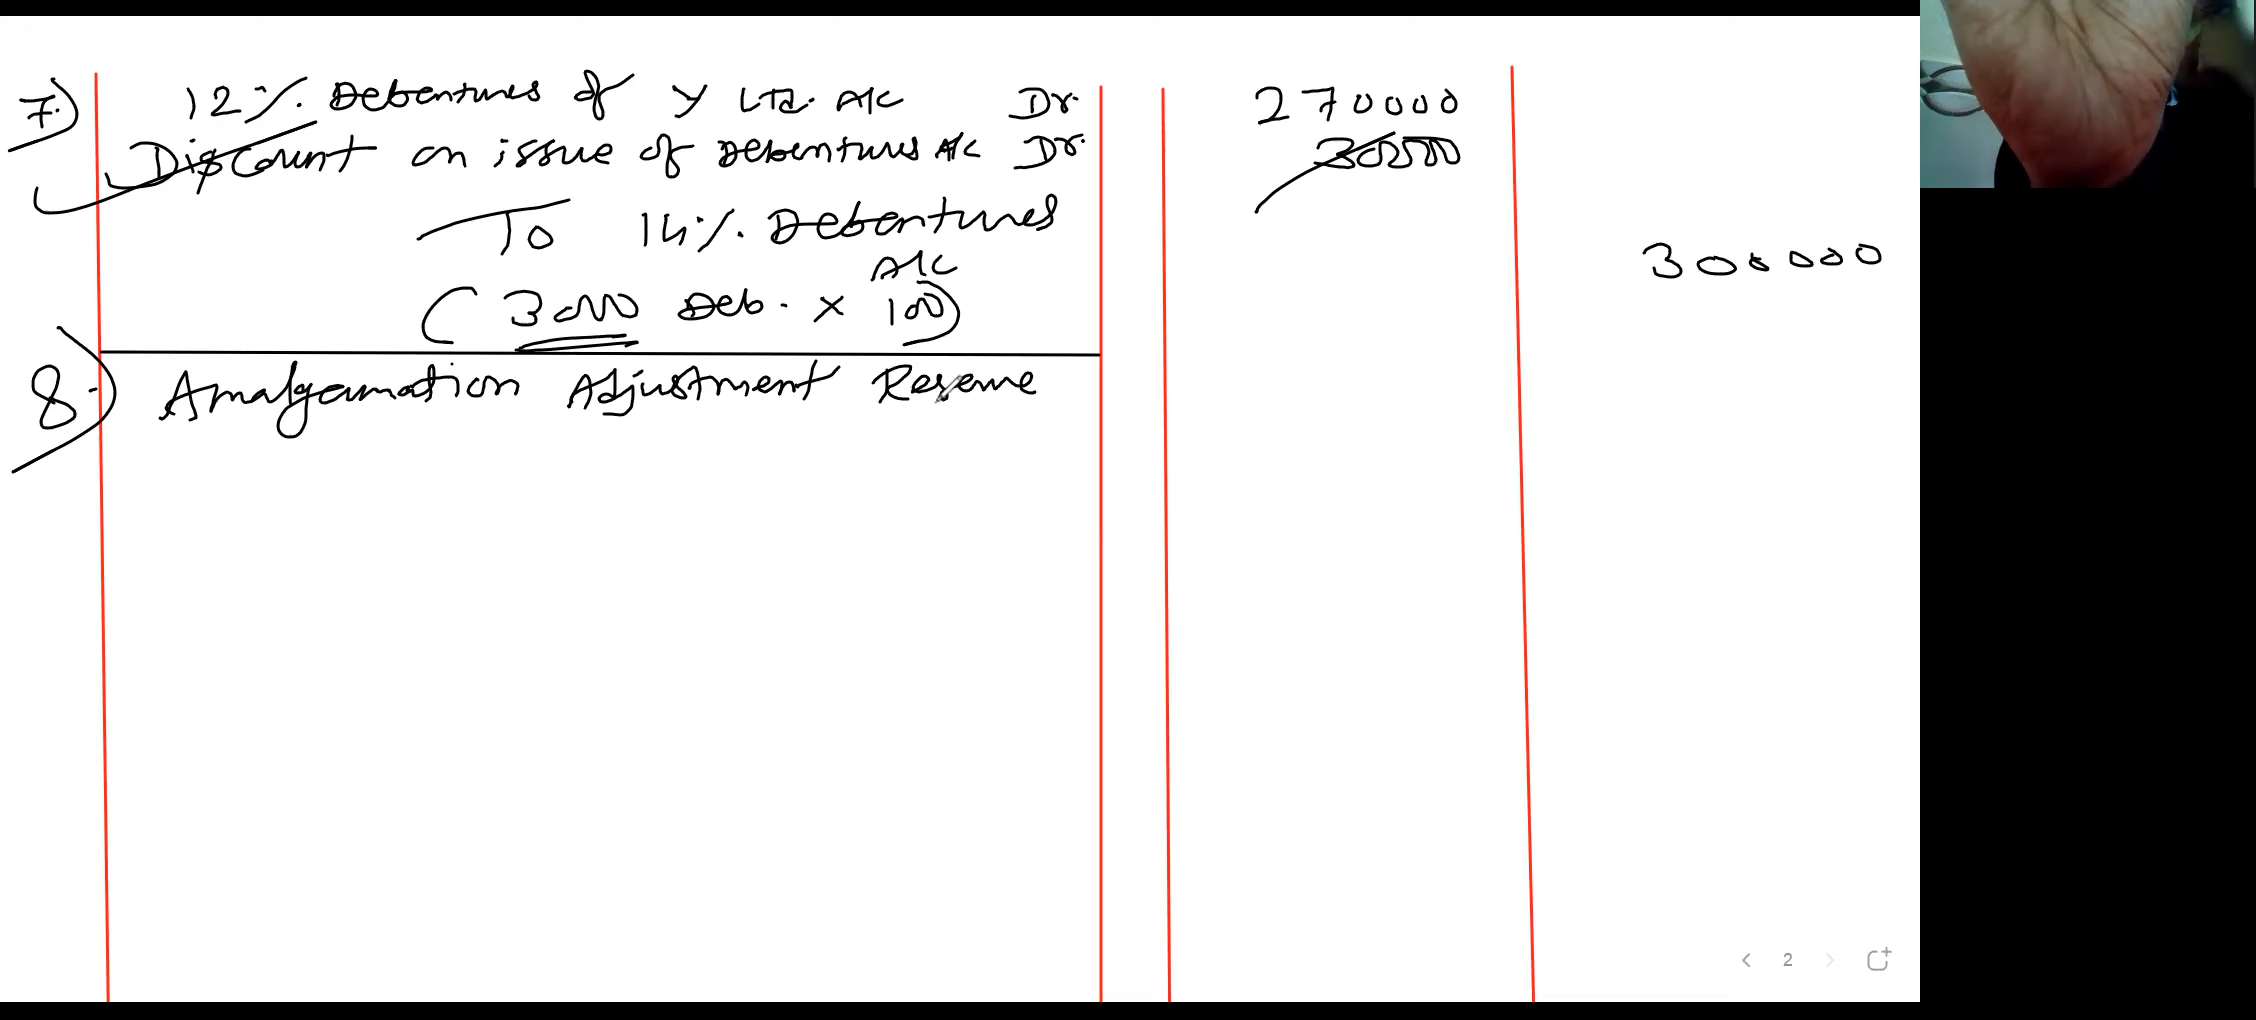 7.) 12%. Debentures of Y Ltd. A/c Dr. 270000
Discount on issue of Debentures A/c Dr. 30000
To 14%. Debentures A/c 300000
(3000 Deb. x 100)
8.) Amalgamation Adjustment Reserve
2